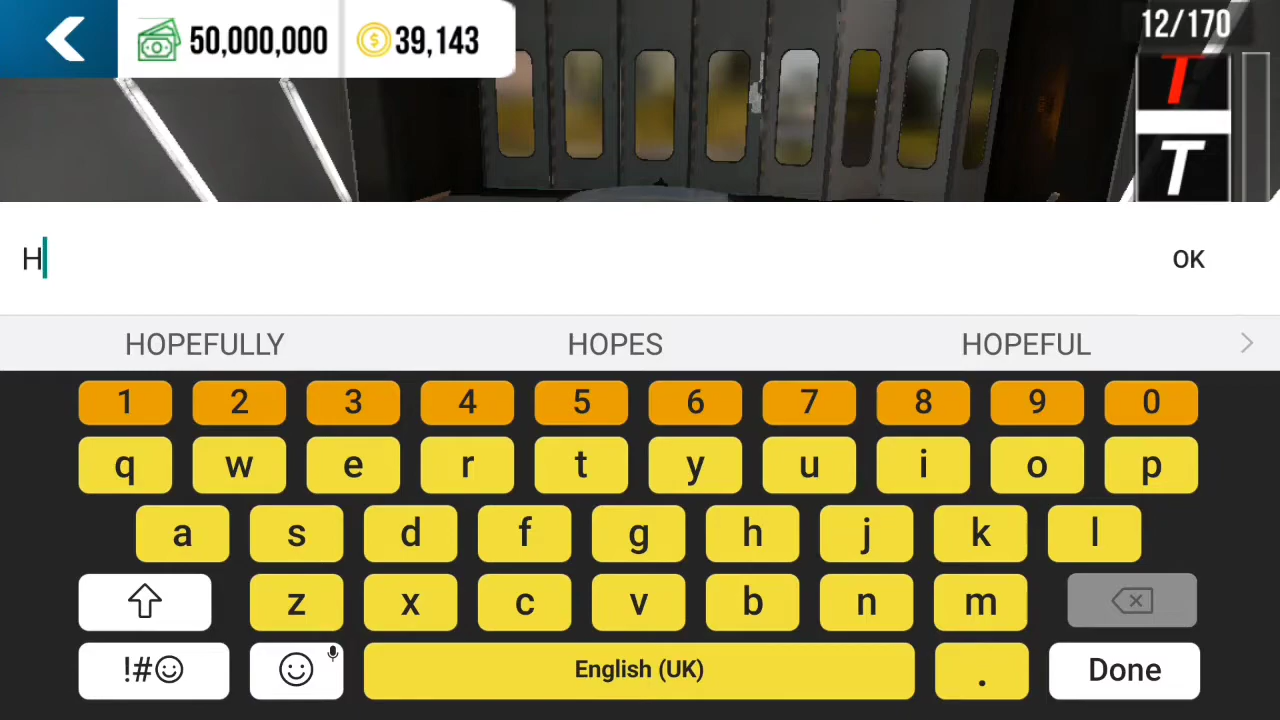 50,000,000 39,143 12/170
T
T
H OK
HOPEFULLY HOPES HOPEFUL
1 2 3 4 5 6 7 8 9 0
q w e r t y u i o p
a s d f g h j k l
z x c v b n m
!#☺ English (UK) . Done